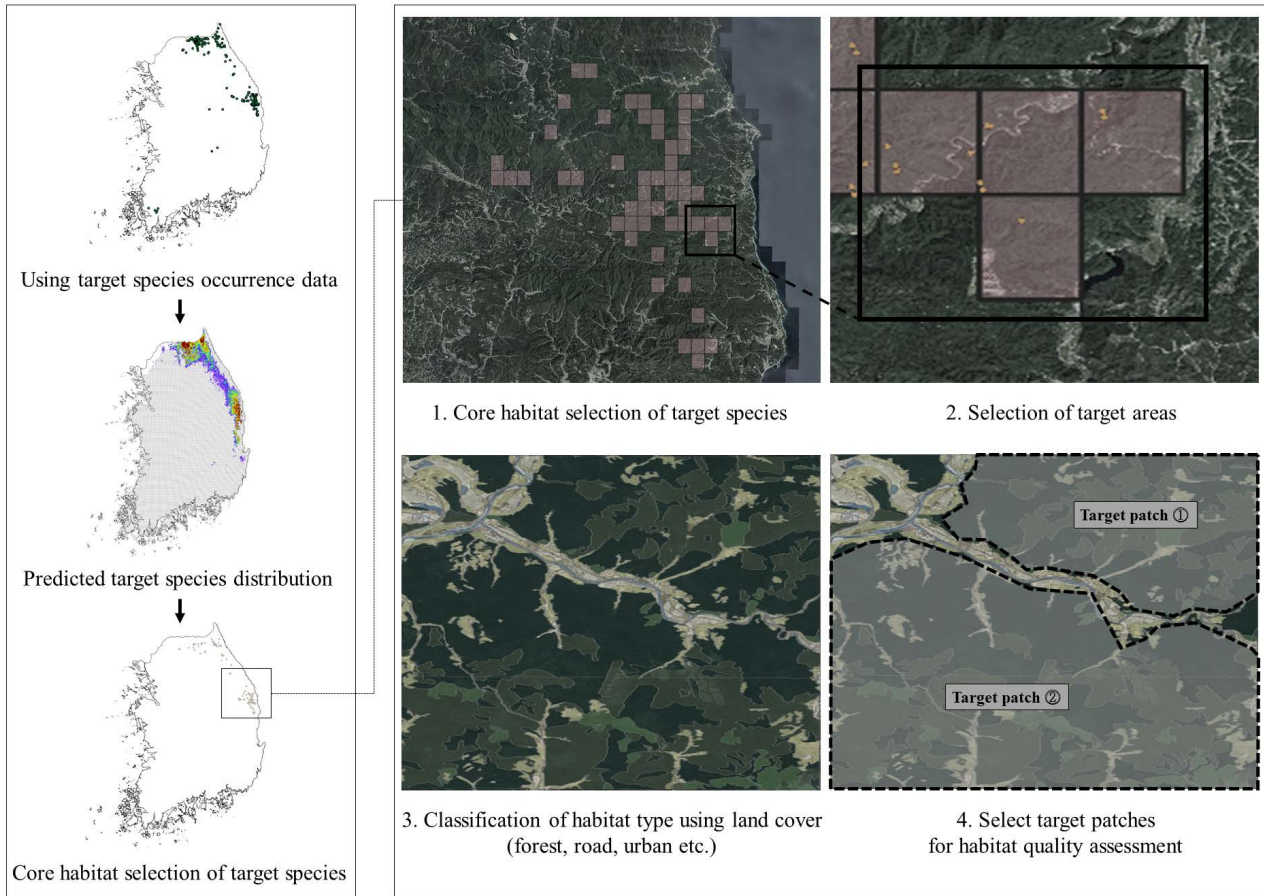 Using target species occurrence data
Predicted target species distribution
Core habitat selection of target species
1. Core habitat selection of target species
2. Selection of target areas
Target patch ①
Target patch ②
3. Classification of habitat type using land cover
(forest, road, urban etc.)
4. Select target patches
for habitat quality assessment